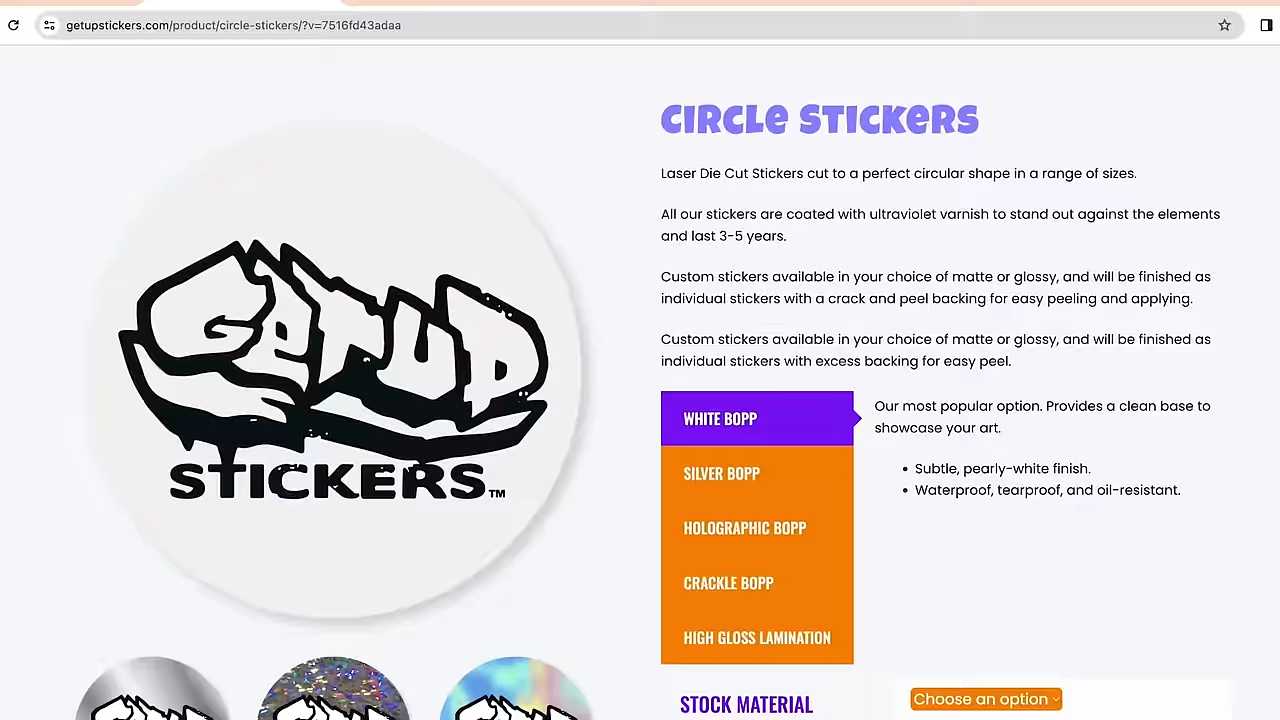 getupstickers.com/product/circle-stickers/?v=7516fd43adaa
GETUP
STICKERS™
CIRCLE STICKERS
Laser Die Cut Stickers cut to a perfect circular shape in a range of sizes.
All our stickers are coated with ultraviolet varnish to stand out against the elements
and last 3-5 years.
Custom stickers available in your choice of matte or glossy, and will be finished as
individual stickers with a crack and peel backing for easy peeling and applying.
Custom stickers available in your choice of matte or glossy, and will be finished as
individual stickers with excess backing for easy peel.
WHITE BOPP
SILVER BOPP
HOLOGRAPHIC BOPP
CRACKLE BOPP
HIGH GLOSS LAMINATION
Our most popular option. Provides a clean base to
showcase your art.
• Subtle, pearly-white finish.
• Waterproof, tearproof, and oil-resistant.
STOCK MATERIAL
Choose an option